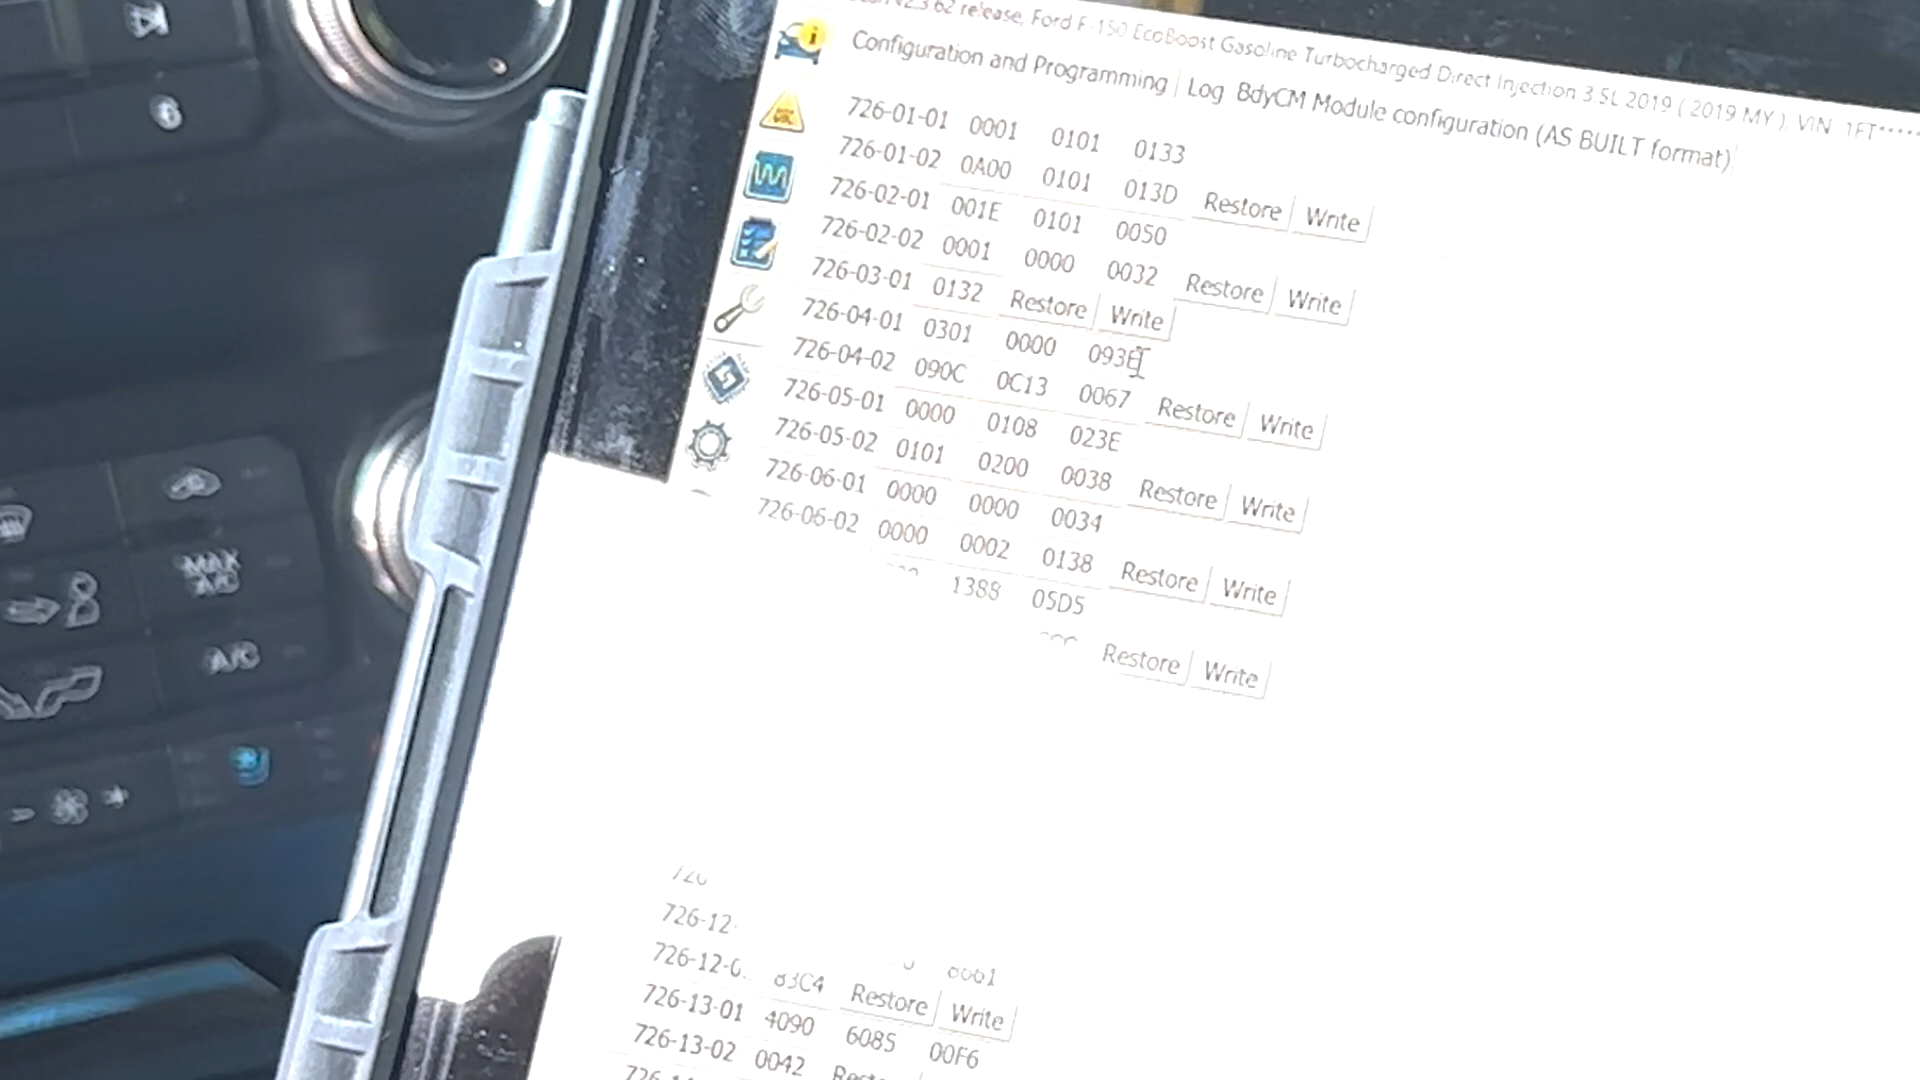 release, Ford F-150 EcoBoost Gasoline Turbocharged Direct Injection 3.5L 2019 ( 2019 MY ) VIN 1FT
Configuration and Programming Log BdyCM Module configuration (AS BUILT format)
726-01-01 0001 0101 0133
726-01-02 0A00 0101 013D Restore Write
726-02-01 001E 0101 0050
726-02-02 0001 0000 0032 Restore Write
726-03-01 0132 Restore Write
726-04-01 0301 0000 093E
726-04-02 090C 0C13 0067 Restore Write
726-05-01 0000 0108 023E
726-05-02 0101 0200 0038 Restore Write
726-06-01 0000 0000 0034
726-06-02 0000 0002 0138 Restore Write
1388 05D5
Restore Write
726-12-
83C4 Restore Write
726-13-01 4090 6085 00F6
726-13-02 0042
MAX
A/C
A/C